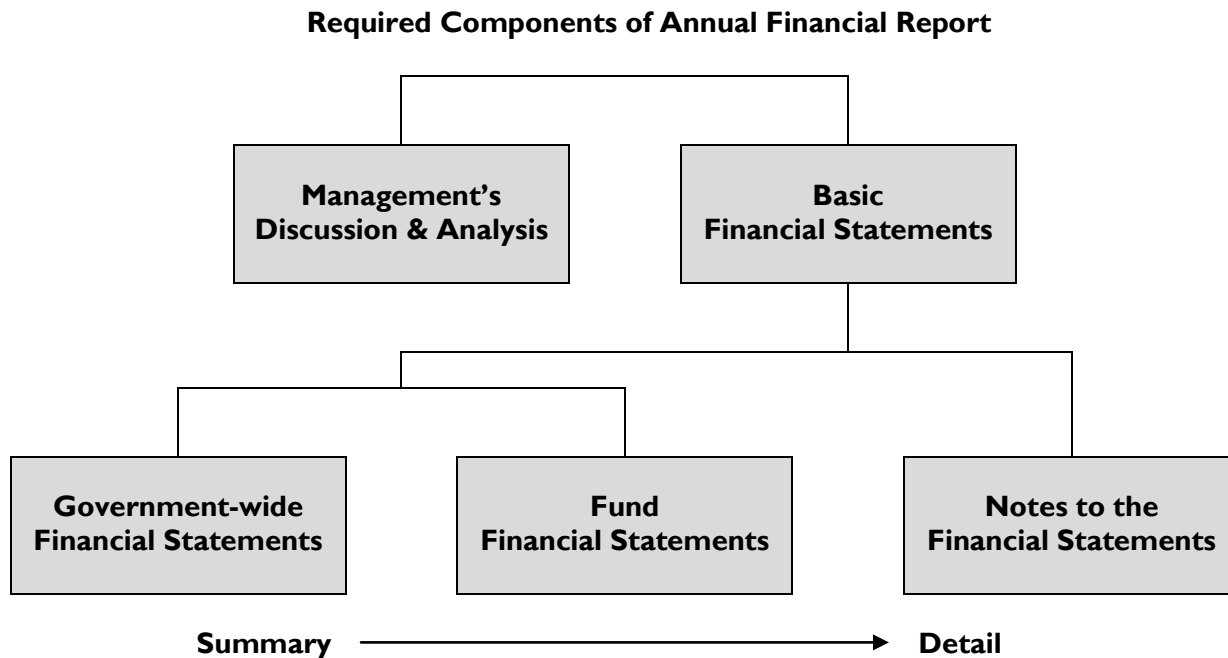 Required Components of Annual Financial Report
Management’s
Discussion & Analysis
Basic
Financial Statements
Government-wide
Financial Statements
Fund
Financial Statements
Notes to the
Financial Statements
Summary
Detail